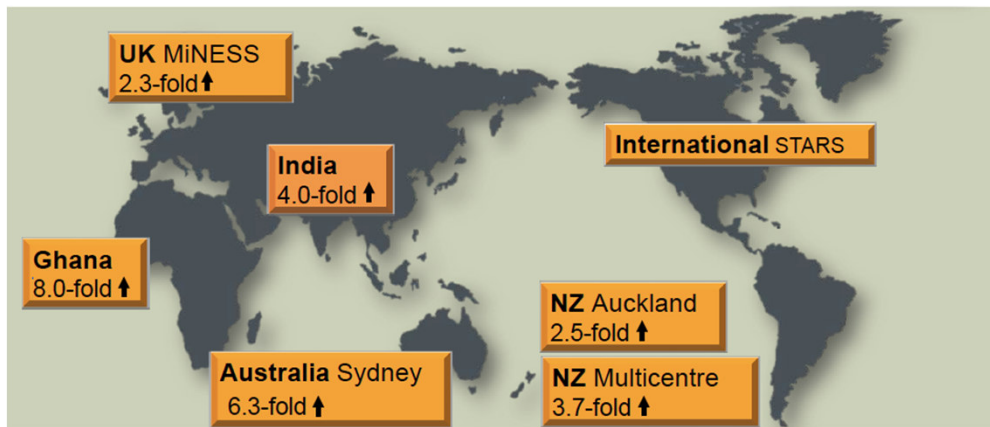 UK MiNESS
2.3-fold ↑
International STARS
India
4.0-fold ↑
Ghana
8.0-fold ↑
NZ Auckland
2.5-fold ↑
Australia Sydney
6.3-fold ↑
NZ Multicentre
3.7-fold ↑